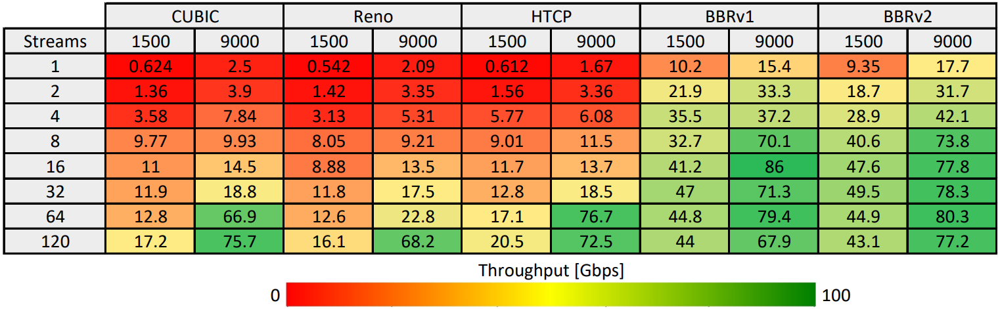 CUBIC Reno HTCP BBRv1 BBRv2
Streams 1500 9000 1500 9000 1500 9000 1500 9000 1500 9000
1 0.624 2.5 0.542 2.09 0.612 1.67 10.2 15.4 9.35 17.7
2 1.36 3.9 1.42 3.35 1.56 3.36 21.9 33.3 18.7 31.7
4 3.58 7.84 3.13 5.31 5.77 6.08 35.5 37.2 28.9 42.1
8 9.77 9.93 8.05 9.21 9.01 11.5 32.7 70.1 40.6 73.8
16 11 14.5 8.88 13.5 11.7 13.7 41.2 86 47.6 77.8
32 11.9 18.8 11.8 17.5 12.8 18.5 47 71.3 49.5 78.3
64 12.8 66.9 12.6 22.8 17.1 76.7 44.8 79.4 44.9 80.3
120 17.2 75.7 16.1 68.2 20.5 72.5 44 67.9 43.1 77.2
Throughput [Gbps]
0 100